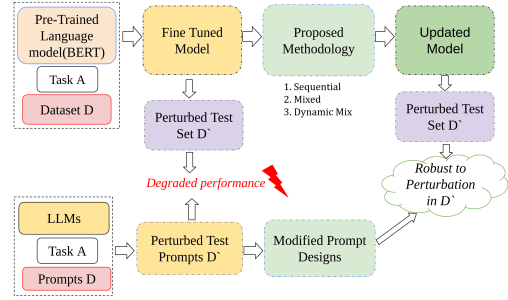 Pre-Trained
Language
model(BERT)
Task A
Dataset D
Fine Tuned
Model
Proposed
Methodology
1. Sequential
2. Mixed
3. Dynamic Mix
Updated
Model
Perturbed Test
Set D`
Perturbed Test
Set D`
Degraded performance
Robust to
Perturbation
in D`
LLMs
Task A
Prompts D
Perturbed Test
Prompts D`
Modified Prompt
Designs